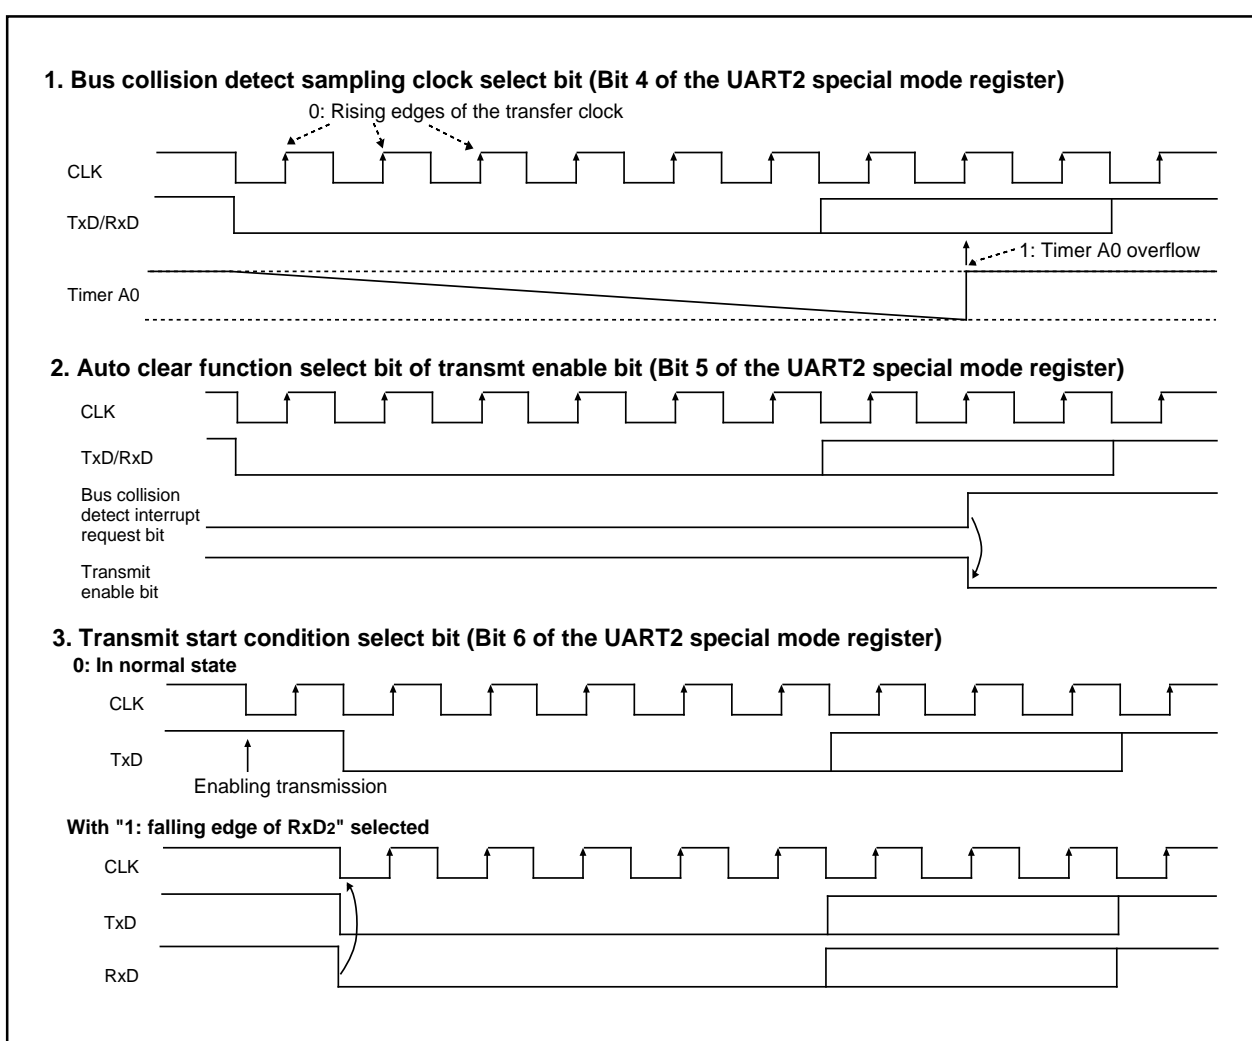 1. Bus collision detect sampling clock select bit (Bit 4 of the UART2 special mode register)
0: Rising edges of the transfer clock
CLK
TxD/RxD
1: Timer A0 overflow
Timer A0
2. Auto clear function select bit of transmt enable bit (Bit 5 of the UART2 special mode register)
CLK
TxD/RxD
Bus collision
detect interrupt
request bit
Transmit
enable bit
3. Transmit start condition select bit (Bit 6 of the UART2 special mode register)
0: In normal state
CLK
TxD
Enabling transmission
With "1: falling edge of RxD2" selected
CLK
TxD
RxD